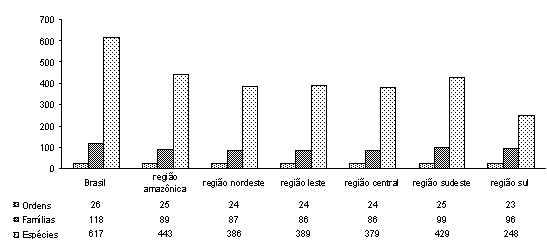 700
600
500
400
300
200
100
0
Brasil região amazônica região nordeste região leste região central região sudeste região sul
Ordens 26 25 24 24 24 25 23
Famílias 118 89 87 86 86 99 96
Espécies 617 443 386 389 379 429 248